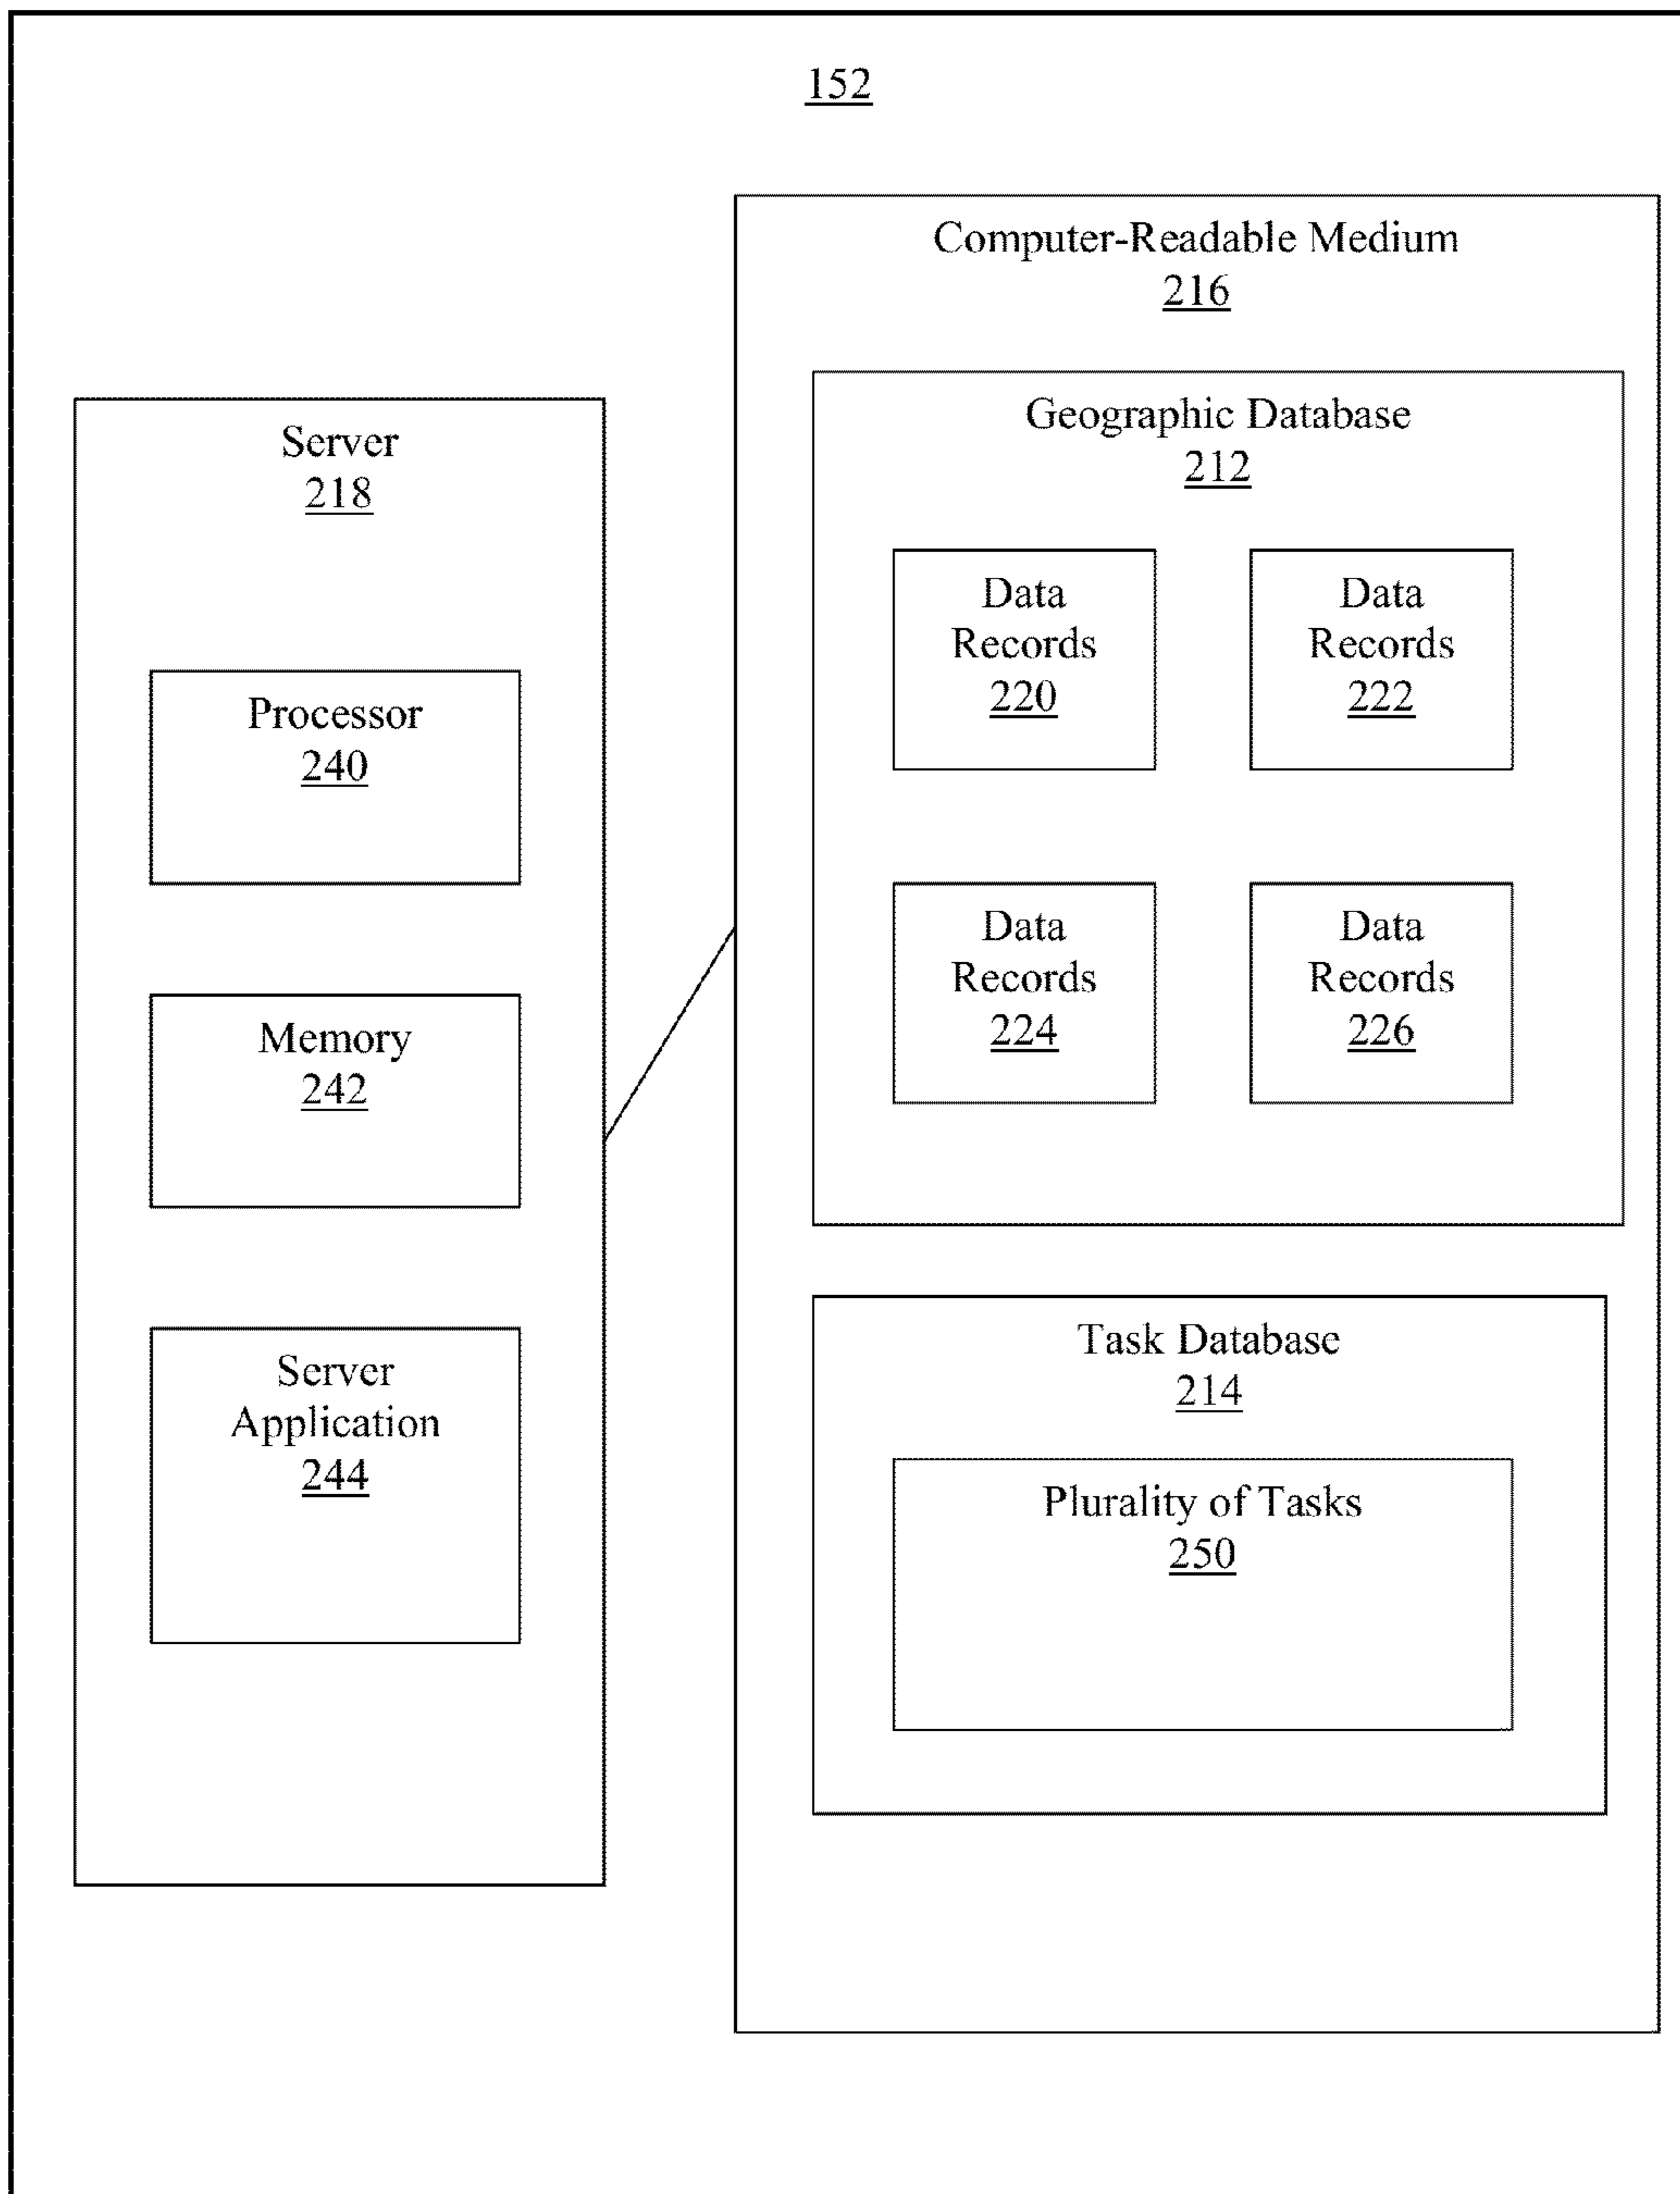 152
Computer-Readable Medium
216
Geographic Database
212
Server
218
Data
Records
220
Data
Records
222
Processor
240
Data
Records
224
Data
Records
226
Memory
242
Task Database
214
Server
Application
244
Plurality of Tasks
250